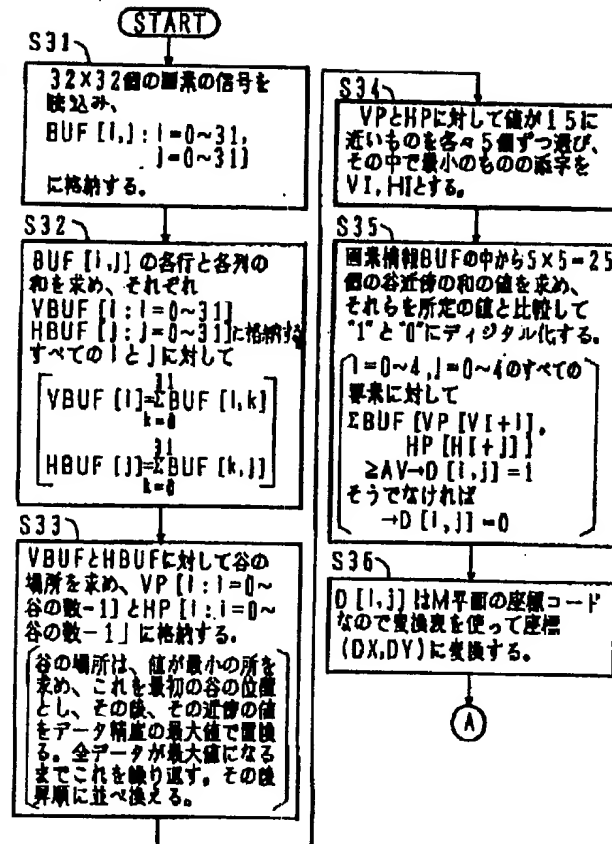 START
S31
32×32個の画素の信号を
読込み、
BUF [i,j:i=0~31,
j=0~31]
に格納する。
S32
BUF [i,j] の各行と各列の
和を求め、それぞれ
VBUF [i:i=0~31]
HBUF [j:j=0~31]に格納する
すべてのiとjに対して
31
VBUF [i]=ΣBUF [i,k]
k=0
31
HBUF [j]=ΣBUF [k,j]
k=0
S33
VBUFとHBUFに対して谷の
場所を求め、VP [i:i=0~
谷の数-1]とHP [i:i=0~
谷の数-1」に格納する。
谷の場所は、値が最小の所を
求め、これを最初の谷の位置
とし、その後、その近傍の値
をデータ精度の最大値で置換
る。全データが最大値になる
までこれを繰り返す。その後
昇順に並べ換える。
S34
VPとHPに対して値が15に
近いものを各々5個ずつ選び、
その中で最小のものの添字を
VI,HIとする。
S35
画素情報BUFの中から5×5=25
個の谷近傍の和の値を求め、
それらを所定の値と比較して
"1"と"0"にディジタル化する。
i=0~4,j=0~4のすべての
要素に対して
ΣBUF [VP [VI+i],
HP [HI+j]]
≥AV→D [i,j]=1
そうでなければ
→D [i,j]=0
S36
D [i,j] はM平面の座標コード
なので変換表を使って座標
(DX,DY)に変換する。
A